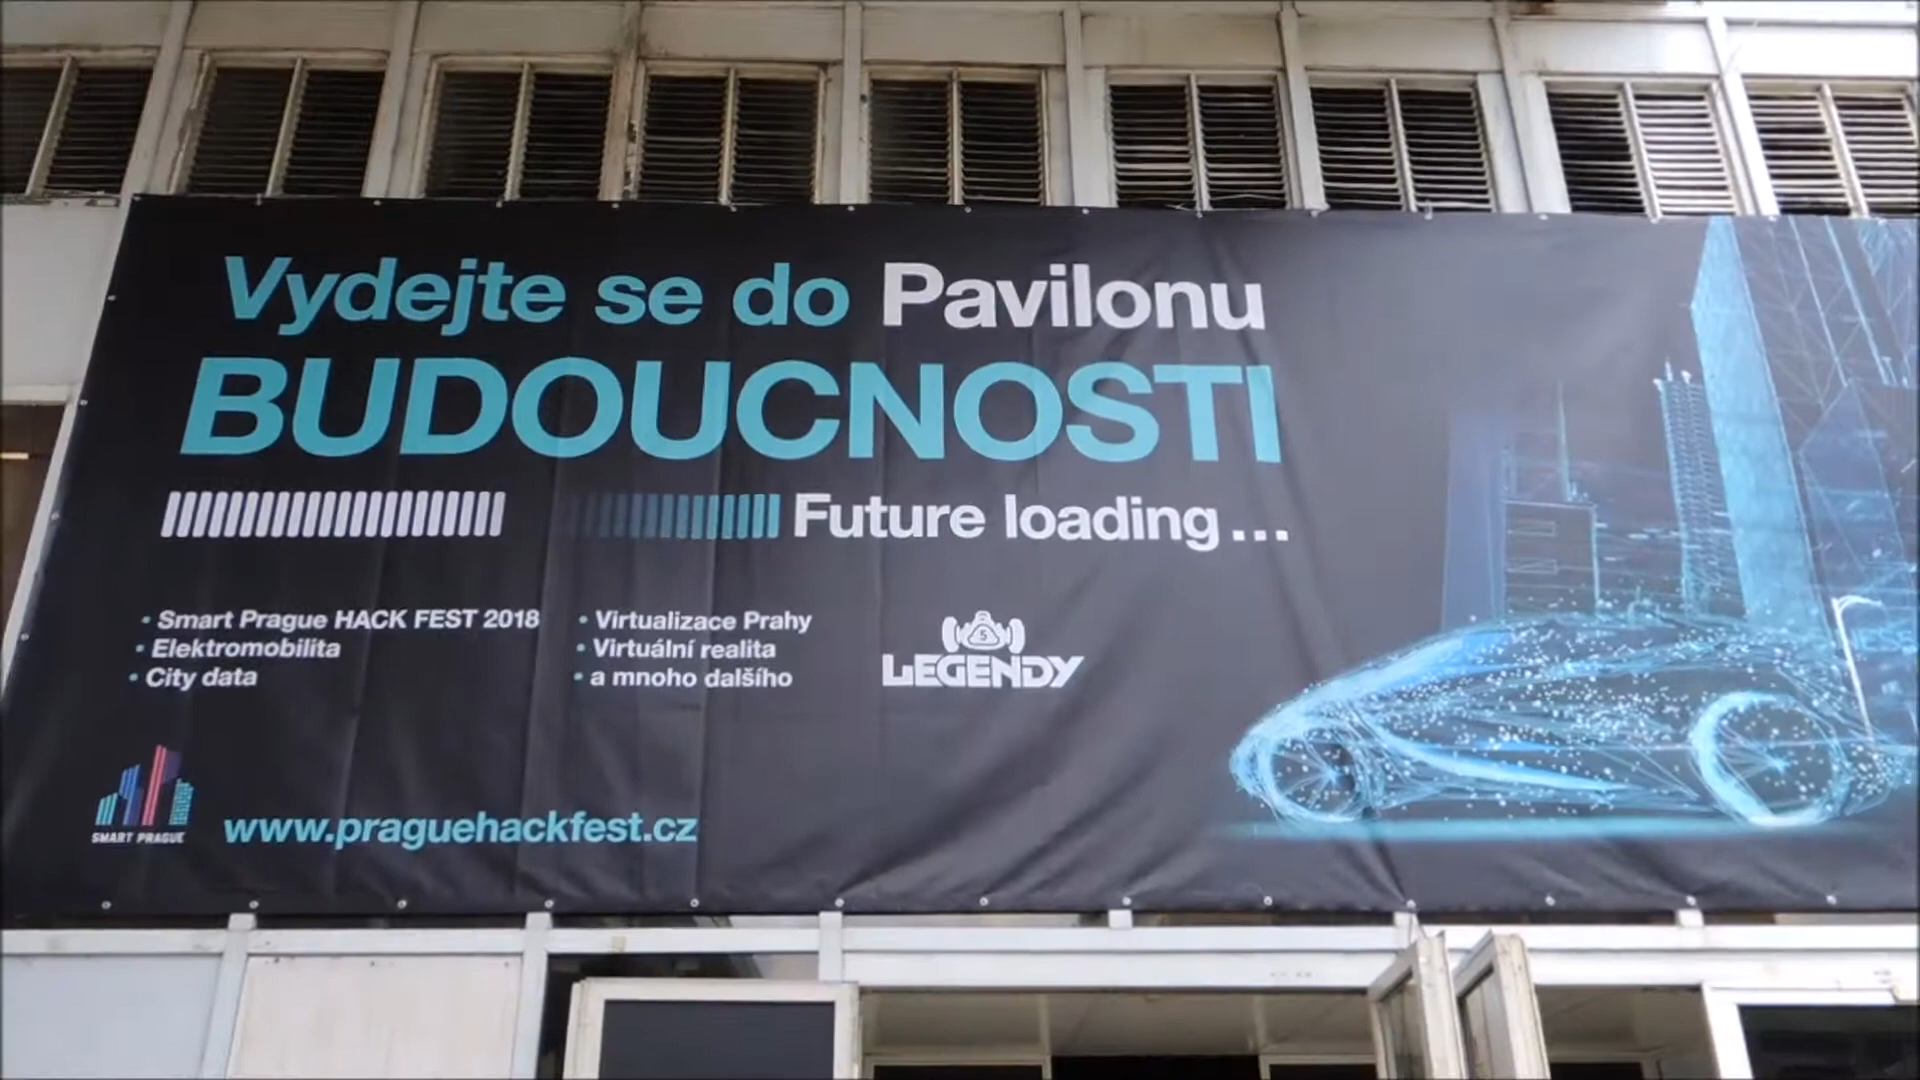 Vydejte se do Pavilonu
BUDOUCNOSTI
Future loading...
• Smart Prague HACK FEST 2018
• Elektromobilita
• City data
• Virtualizace Prahy
• Virtuální realita
• a mnoho dalšího
5
LEGENDY
SMART PRAGUE
www.praguehackfest.cz